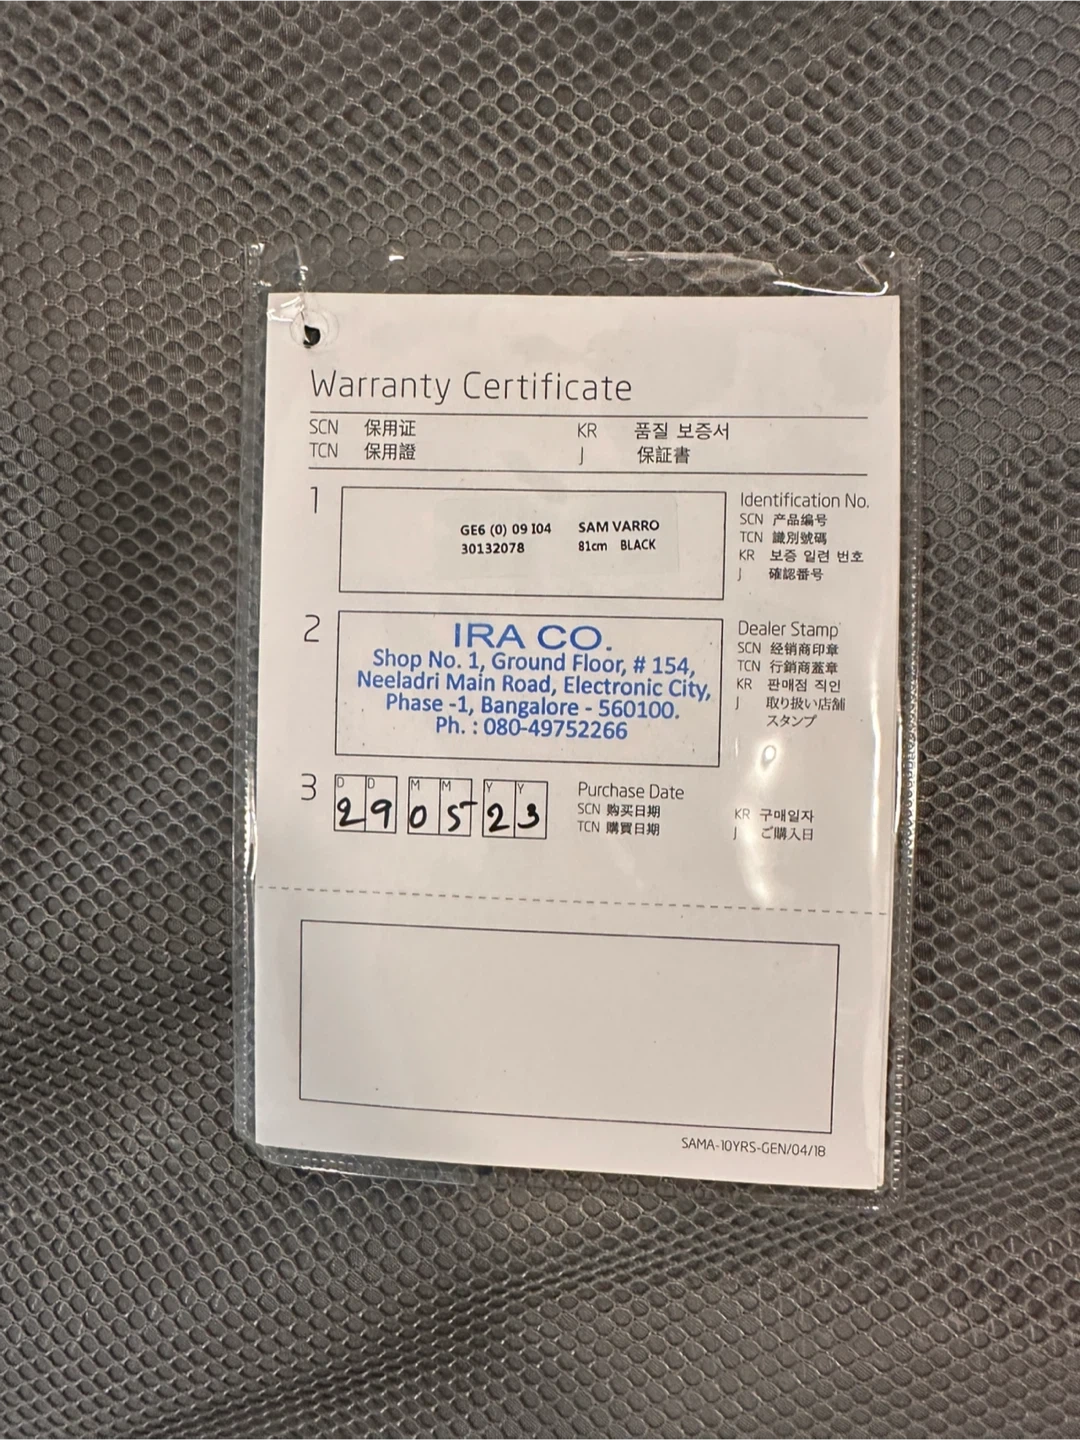 Warranty Certificate
SCN 保用证 KR 품질 보증서
TCN 保用證 J 保証書
1 Identification No.
GE6 (0) 09 I04 SAM VARRO
30132078 81cm BLACK
SCN 产品编号
TCN 識別號碼
KR 보증 일련 번호
J 確認番号
2 Dealer Stamp
IRA CO.
Shop No. 1, Ground Floor, # 154,
Neeladri Main Road, Electronic City,
Phase -1, Bangalore - 560100.
Ph. : 080-49752266
SCN 经销商印章
TCN 行銷商蓋章
KR 판매점 직인
J 取り扱い店舗
スタンプ
3 D D M M Y Y Purchase Date
29 05 23
SCN 购买日期 KR 구매일자
TCN 購買日期 J ご購入日
SAMA-10YRS-GEN/04/18